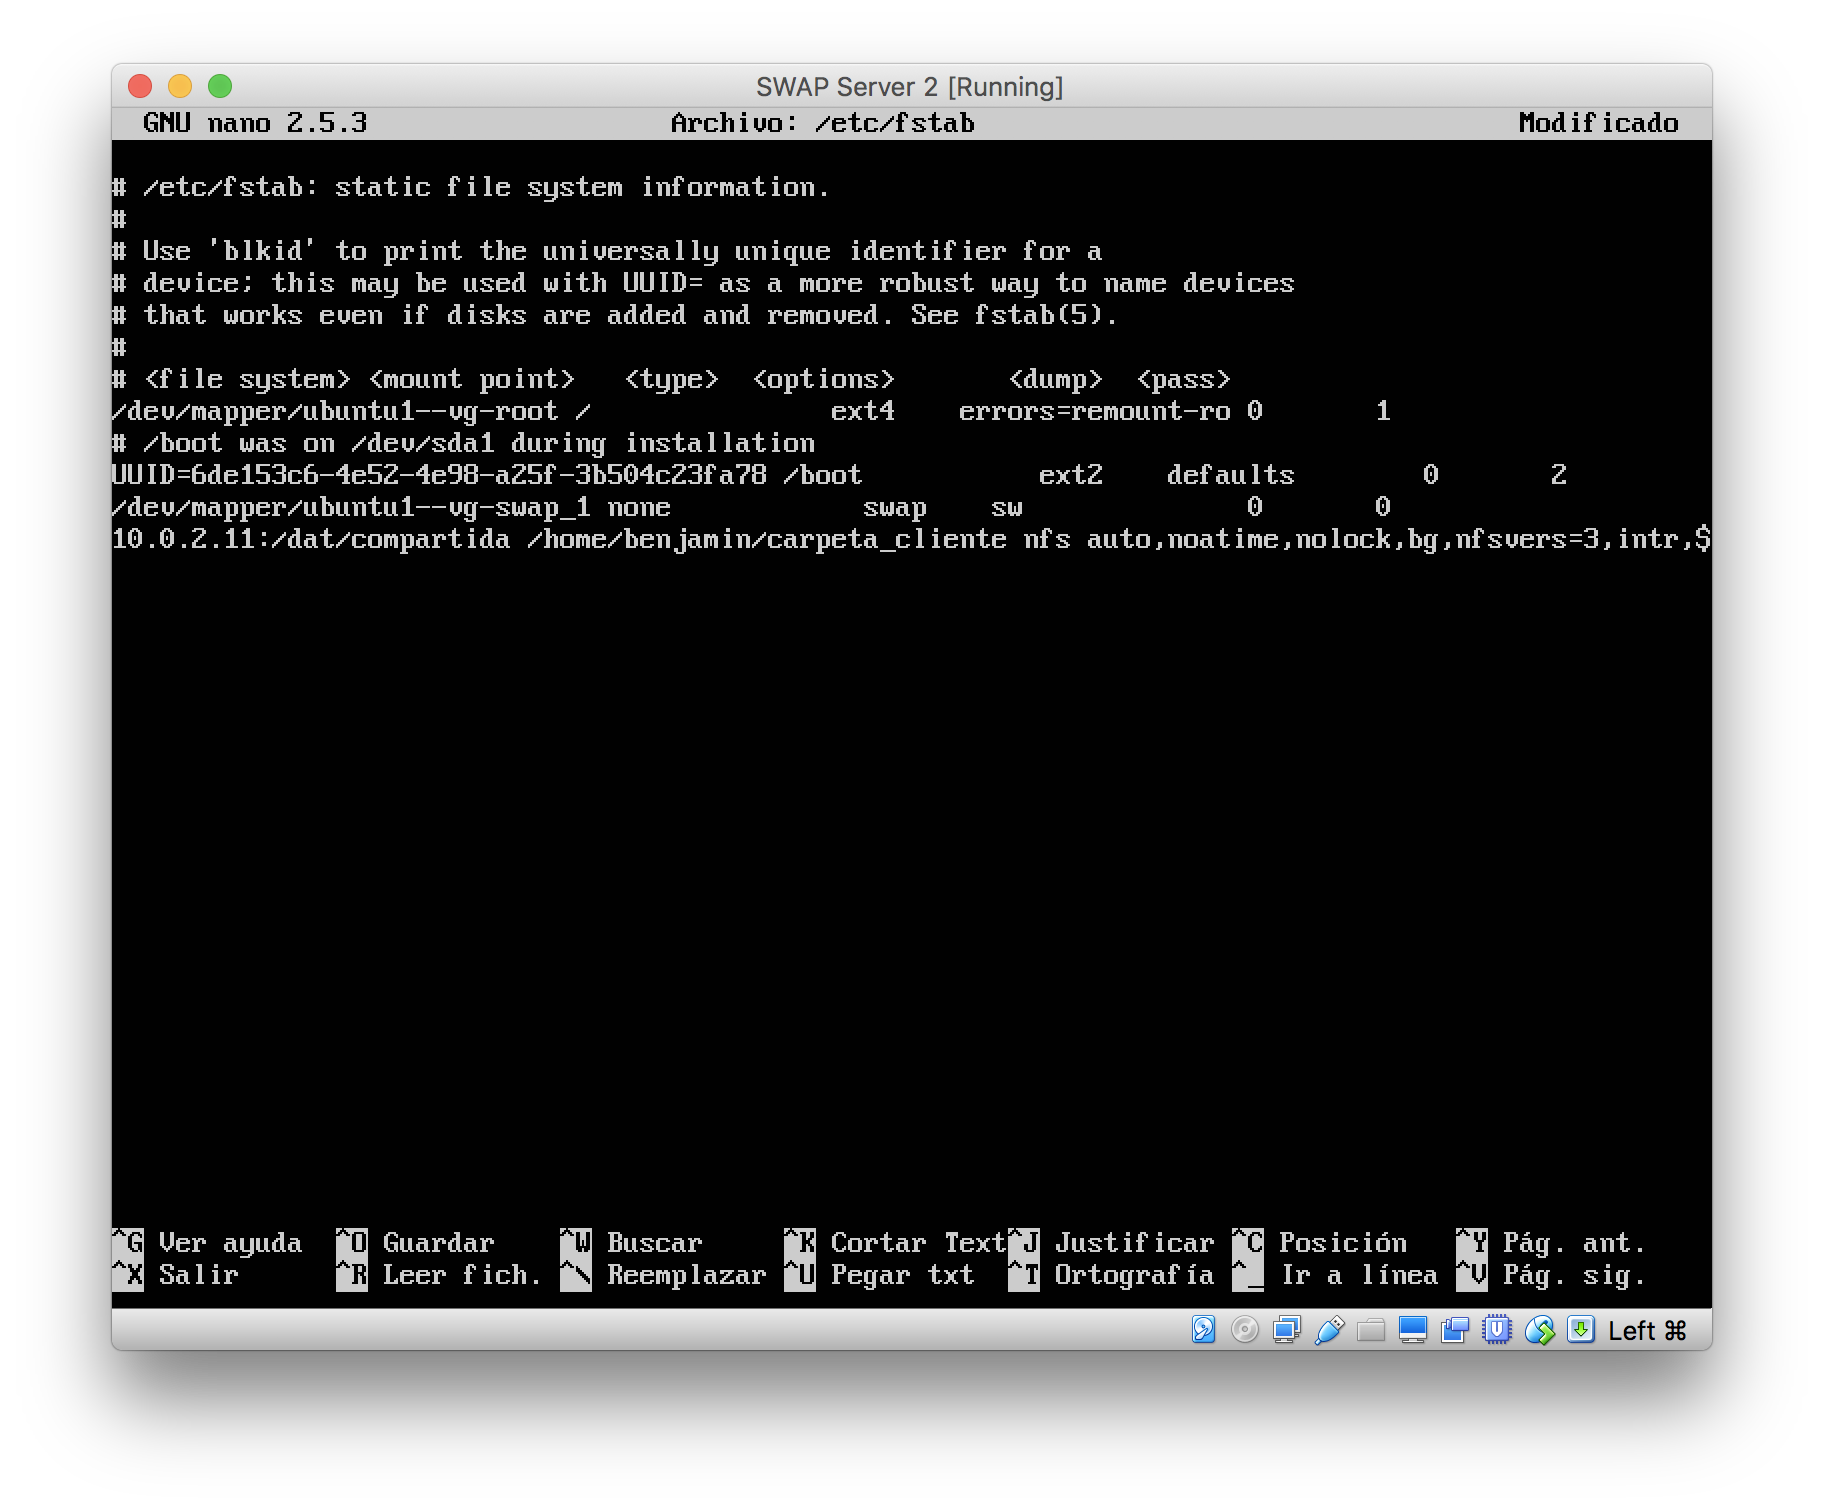 SWAP Server 2 [Running]
GNU nano 2.5.3 Archivo: /etc/fstab Modificado
# /etc/fstab: static file system information.
#
# Use 'blkid' to print the universally unique identifier for a
# device; this may be used with UUID= as a more robust way to name devices
# that works even if disks are added and removed. See fstab(5).
#
# <file system> <mount point>   <type>  <options>       <dump>  <pass>
/dev/mapper/ubuntu1--vg-root /               ext4    errors=remount-ro 0       1
# /boot was on /dev/sda1 during installation
UUID=6de153c6-4e52-4e98-a25f-3b504c23fa78 /boot           ext2    defaults        0       2
/dev/mapper/ubuntu1--vg-swap_1 none            swap    sw              0       0
10.0.2.11:/dat/compartida /home/benjamin/carpeta_cliente nfs auto,noatime,nolock,bg,nfsvers=3,intr,$
^G Ver ayuda ^O Guardar ^W Buscar ^K Cortar Text ^J Justificar ^C Posición ^Y Pág. ant.
^X Salir ^R Leer fich. ^\ Reemplazar ^U Pegar txt ^T Ortografía ^_ Ir a línea ^V Pág. sig.
Left ⌘